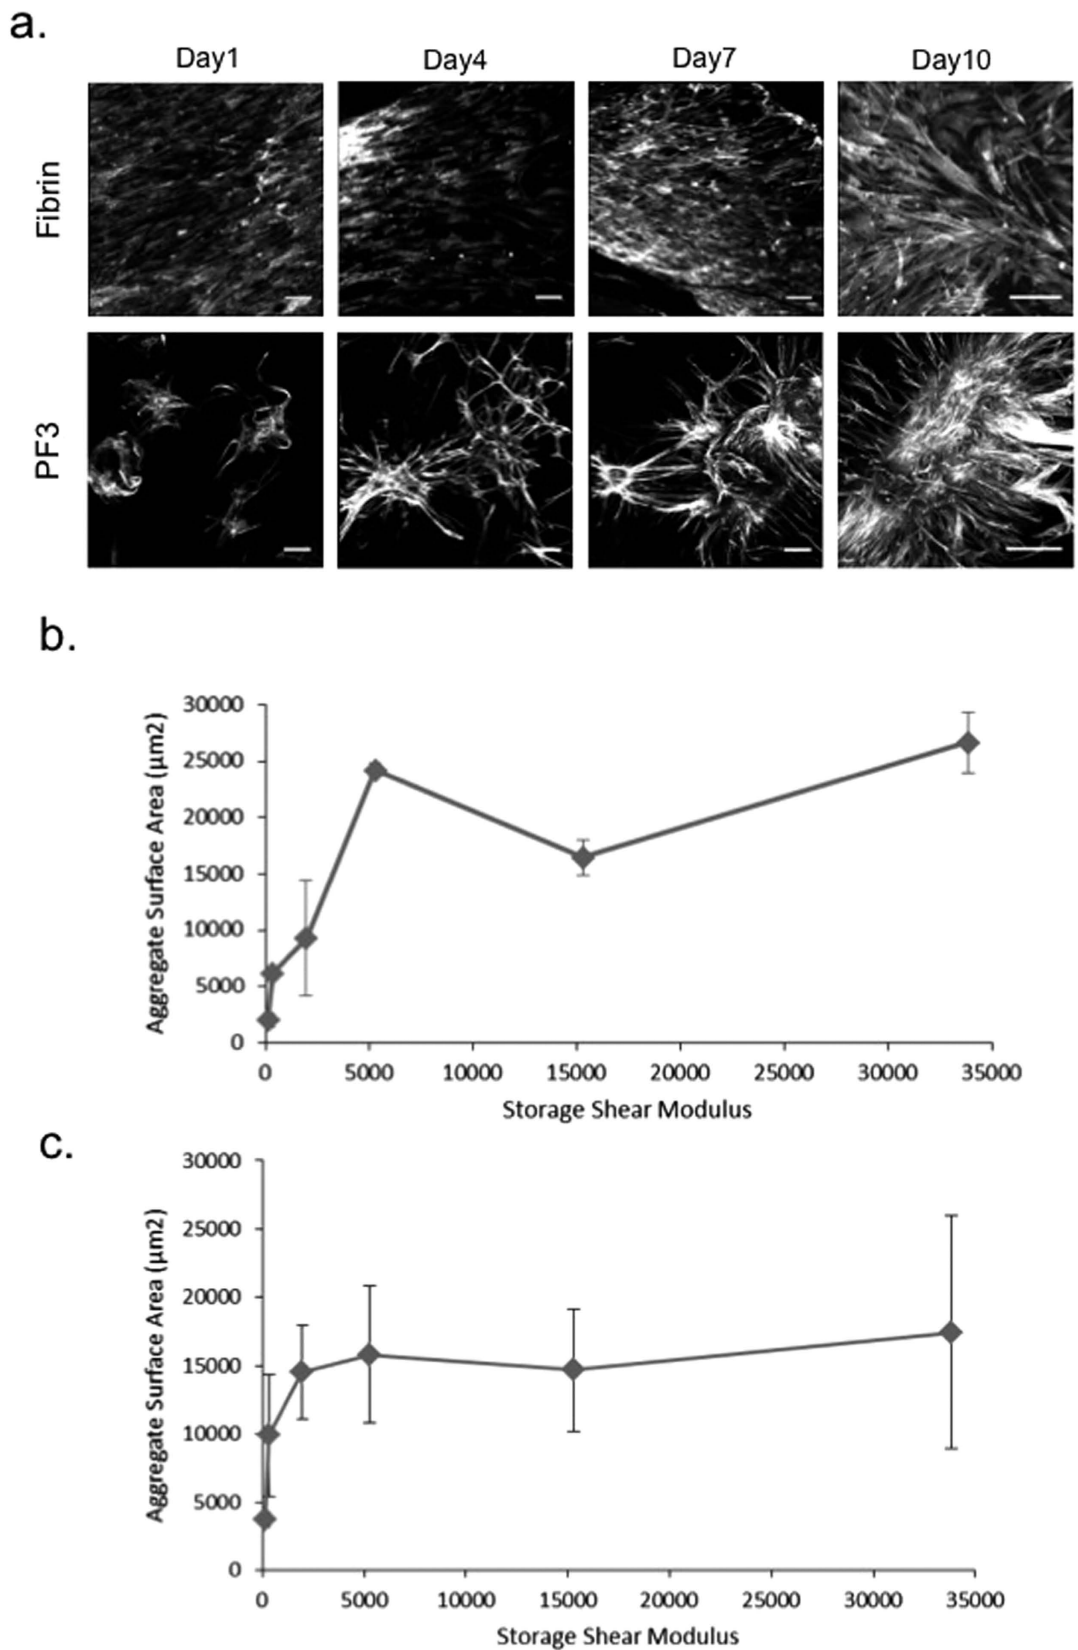 a.
Day1 Day4 Day7 Day10
Fibrin
PF3
b.
Aggregate Surface Area (µm2)
30000
25000
20000
15000
10000
5000
0
0 5000 10000 15000 20000 25000 30000 35000
Storage Shear Modulus
c.
Aggregate Surface Area (µm2)
30000
25000
20000
15000
10000
5000
0
0 5000 10000 15000 20000 25000 30000 35000
Storage Shear Modulus